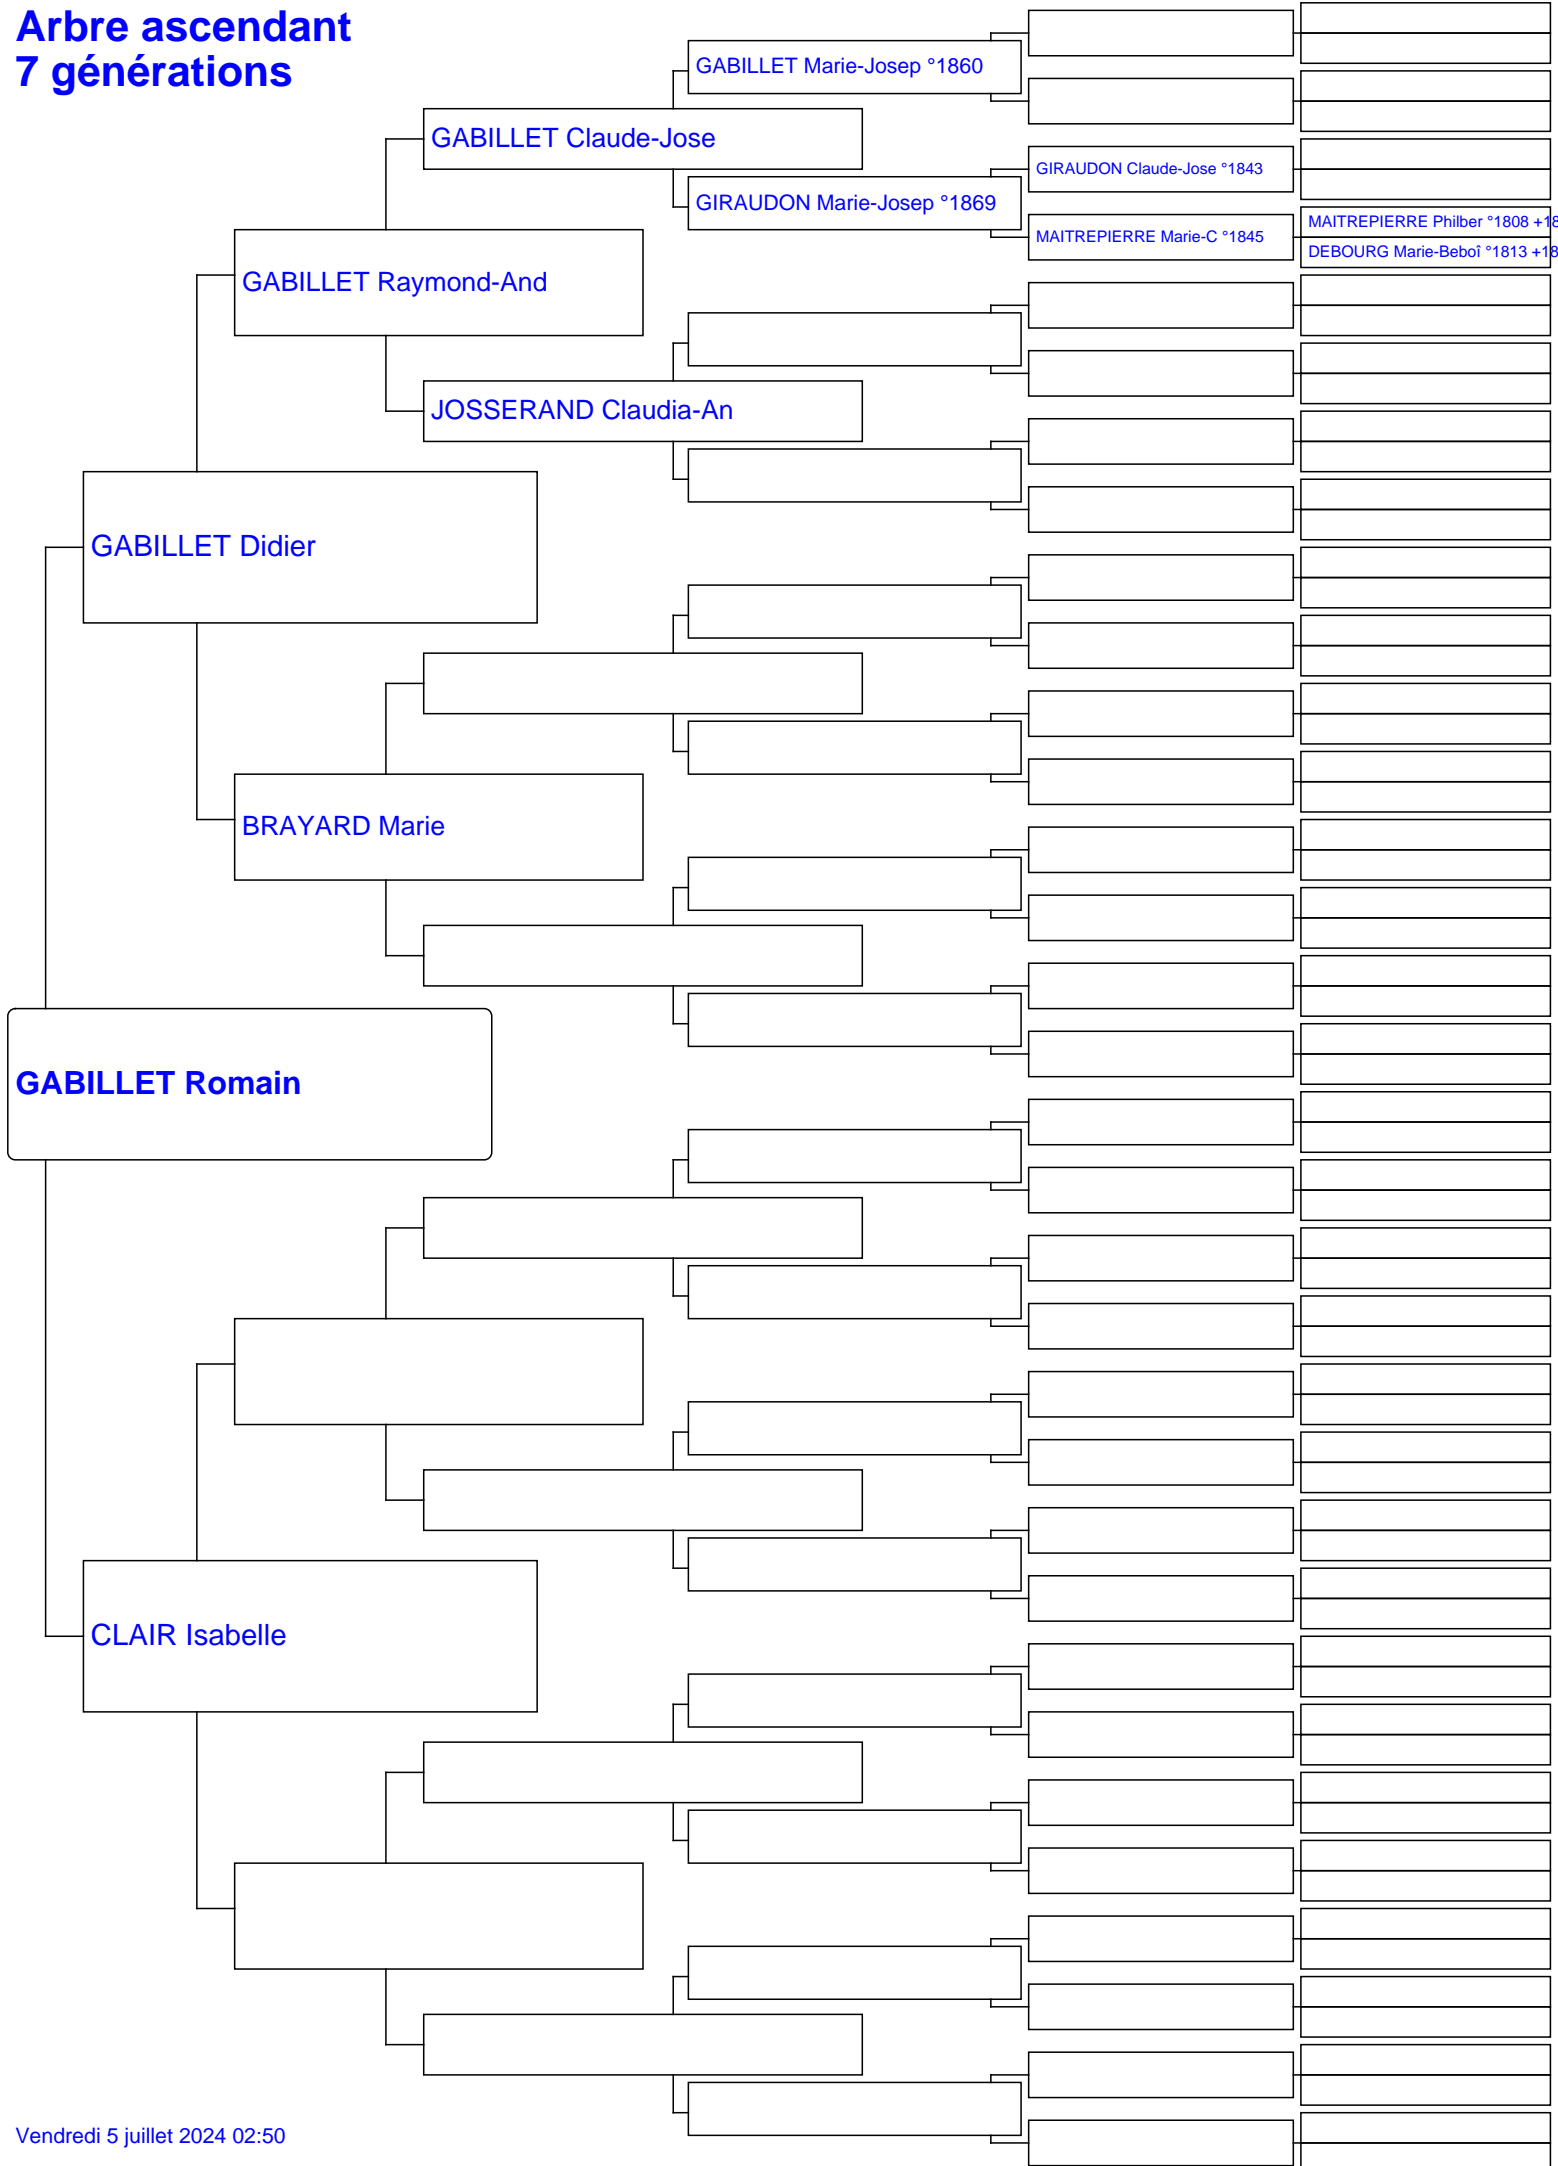 Arbre ascendant
7 générations
GABILLET Marie-Josep °1860
GABILLET Claude-Jose
GIRAUDON Claude-Jose °1843
GIRAUDON Marie-Josep °1869
MAITREPIERRE Philber °1808 +18
MAITREPIERRE Marie-C °1845
DEBOURG Marie-Beboî °1813 +18
GABILLET Raymond-And
JOSSERAND Claudia-An
GABILLET Didier
BRAYARD Marie
GABILLET Romain
CLAIR Isabelle
Vendredi 5 juillet 2024 02:50